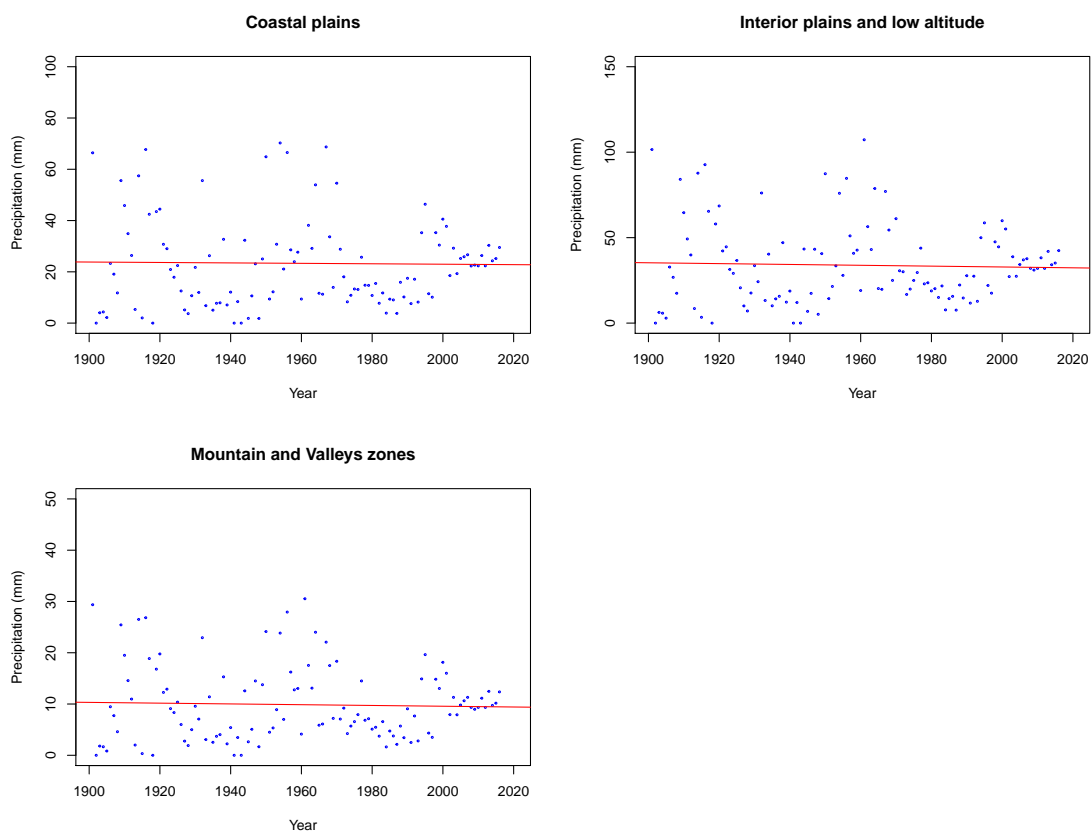 Coastal plains
Precipitation (mm)
100
80
60
40
20
0
1900 1920 1940 1960 1980 2000 2020
Year
Interior plains and low altitude
Precipitation (mm)
150
100
50
0
1900 1920 1940 1960 1980 2000 2020
Year
Mountain and Valleys zones
Precipitation (mm)
50
40
30
20
10
0
1900 1920 1940 1960 1980 2000 2020
Year